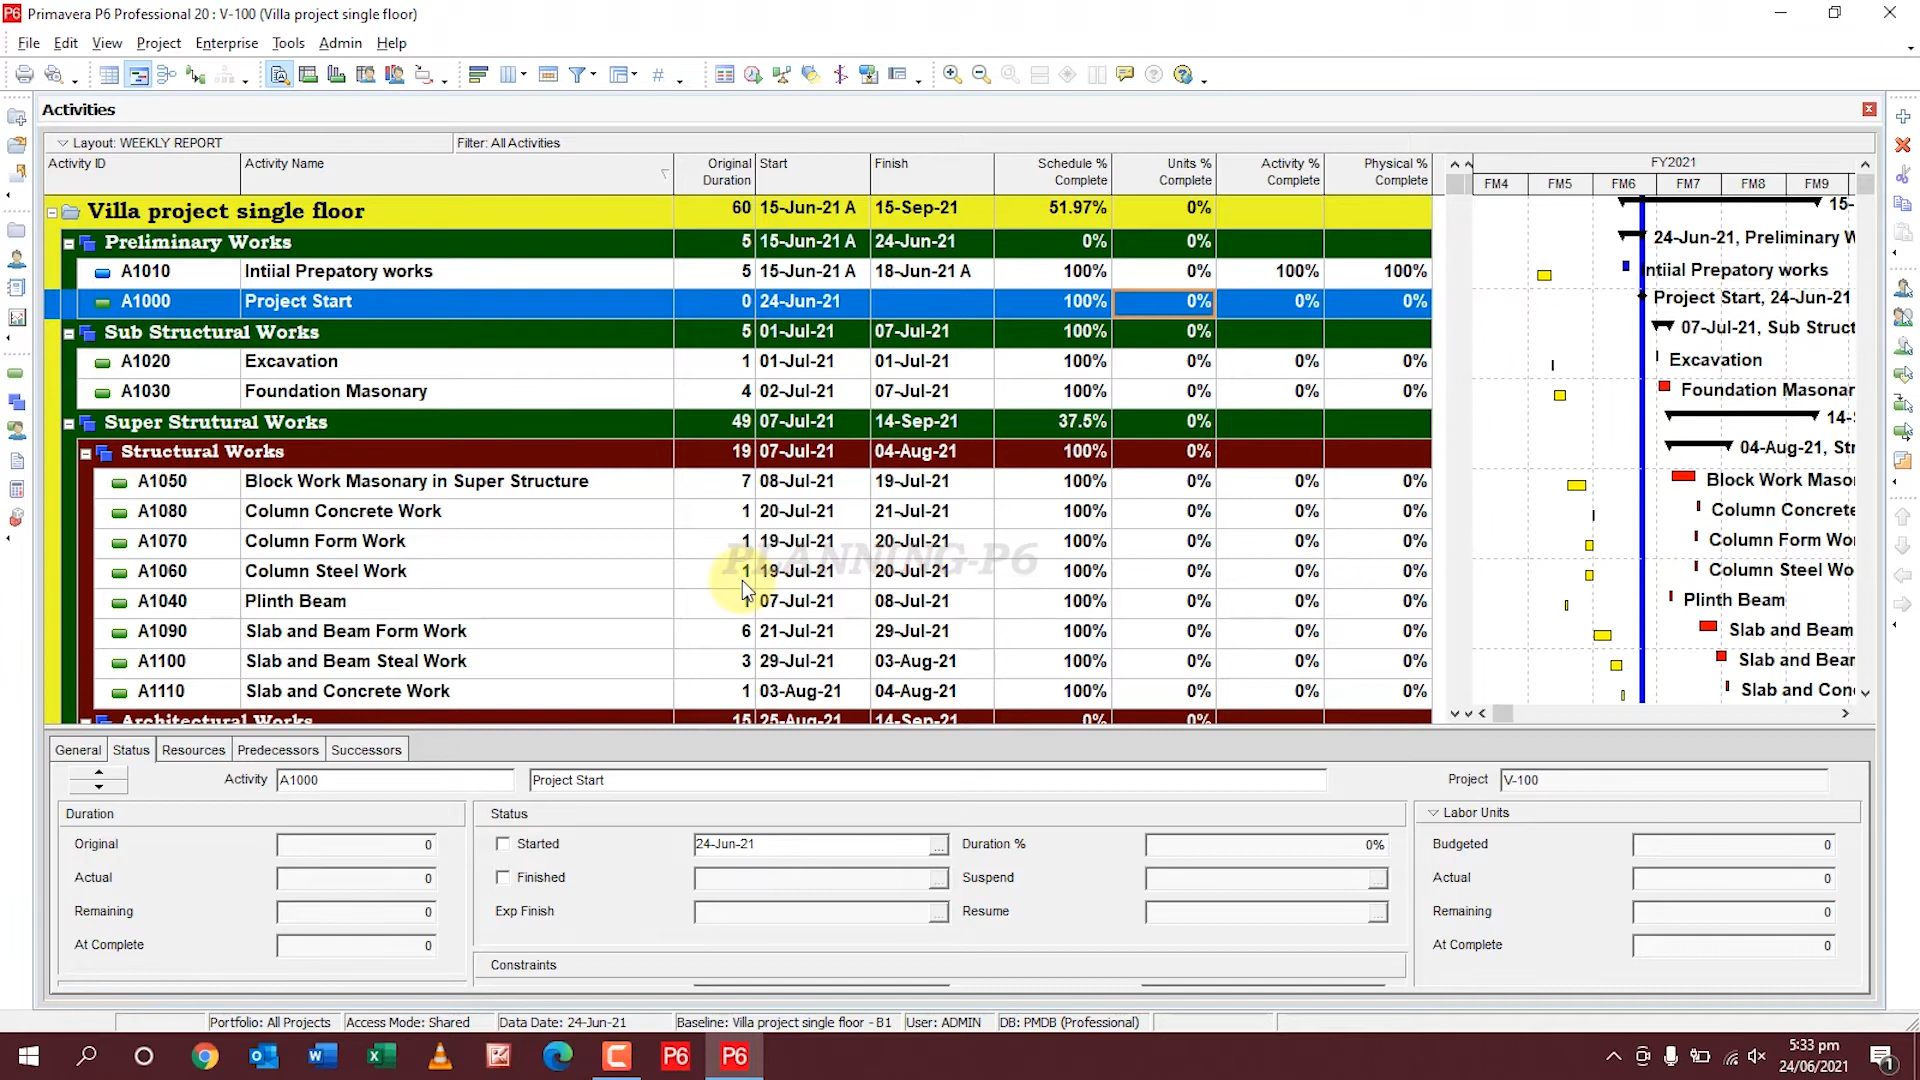 P6 Primavera P6 Professional 20 : V-100 (Villa project single floor)
File Edit View Project Enterprise Tools Admin Help
Activities
Layout: WEEKLY REPORT Filter: All Activities
Activity ID Activity Name Original Duration Start Finish Schedule % Complete Units % Complete Activity % Complete Physical % Complete FY2021
FM4 FM5 FM6 FM7 FM8 FM9
Villa project single floor 60 15-Jun-21 A 15-Sep-21 51.97% 0% 15-
Preliminary Works 5 15-Jun-21 A 24-Jun-21 0% 0% 24-Jun-21, Preliminary W
A1010 Intiial Prepatory works 5 15-Jun-21 A 18-Jun-21 A 100% 0% 100% 100% Intiial Prepatory works
A1000 Project Start 0 24-Jun-21 100% 0% 0% 0% Project Start, 24-Jun-21
Sub Structural Works 5 01-Jul-21 07-Jul-21 100% 0% 07-Jul-21, Sub Struct
A1020 Excavation 1 01-Jul-21 01-Jul-21 100% 0% 0% 0% Excavation
A1030 Foundation Masonary 4 02-Jul-21 07-Jul-21 100% 0% 0% 0% Foundation Masonar
Super Strutural Works 49 07-Jul-21 14-Sep-21 37.5% 0% 14-
Structural Works 19 07-Jul-21 04-Aug-21 100% 0% 04-Aug-21, Str
A1050 Block Work Masonary in Super Structure 7 08-Jul-21 19-Jul-21 100% 0% 0% 0% Block Work Masor
A1080 Column Concrete Work 1 20-Jul-21 21-Jul-21 100% 0% 0% 0% Column Concrete
A1070 Column Form Work 1 19-Jul-21 20-Jul-21 100% 0% 0% 0% Column Form Wor
PLANNING-P6
A1060 Column Steel Work 1 19-Jul-21 20-Jul-21 100% 0% 0% 0% Column Steel Wo
A1040 Plinth Beam 1 07-Jul-21 08-Jul-21 100% 0% 0% 0% Plinth Beam
A1090 Slab and Beam Form Work 6 21-Jul-21 29-Jul-21 100% 0% 0% 0% Slab and Beam
A1100 Slab and Beam Steal Work 3 29-Jul-21 03-Aug-21 100% 0% 0% 0% Slab and Bear
A1110 Slab and Concrete Work 1 03-Aug-21 04-Aug-21 100% 0% 0% 0% Slab and Con
Architectural Works 15 25-Aug-21 14-Sep-21 0% 0%
General Status Resources Predecessors Successors
Activity A1000 Project Start Project V-100
Duration Status Labor Units
Original 0 Started 24-Jun-21 ... Duration % 0% Budgeted 0
Actual 0 Finished ... Suspend ... Actual 0
Remaining 0 Exp Finish ... Resume ... Remaining 0
At Complete 0 At Complete 0
Constraints
Portfolio: All Projects Access Mode: Shared Data Date: 24-Jun-21 Baseline: Villa project single floor - B1 User: ADMIN DB: PMDB (Professional)
P6 P6 5:33 pm
24/06/2021 1